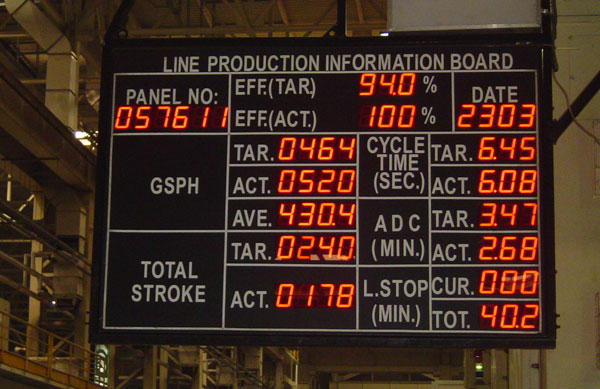 LINE PRODUCTION INFORMATION BOARD
PANEL NO: 057611
EFF.(TAR) 94.0 %
EFF.(ACT.) 100 %
DATE 2303
GSPH
TAR. 0464
ACT. 0520
AVE. 430.4
CYCLE TIME (SEC.)
TAR. 6.45
ACT. 6.08
ADC (MIN.)
TAR. 3.47
ACT. 2.68
TOTAL STROKE
TAR. 0240
ACT. 0178
L.STOP (MIN.)
CUR. 0.00
TOT. 40.2